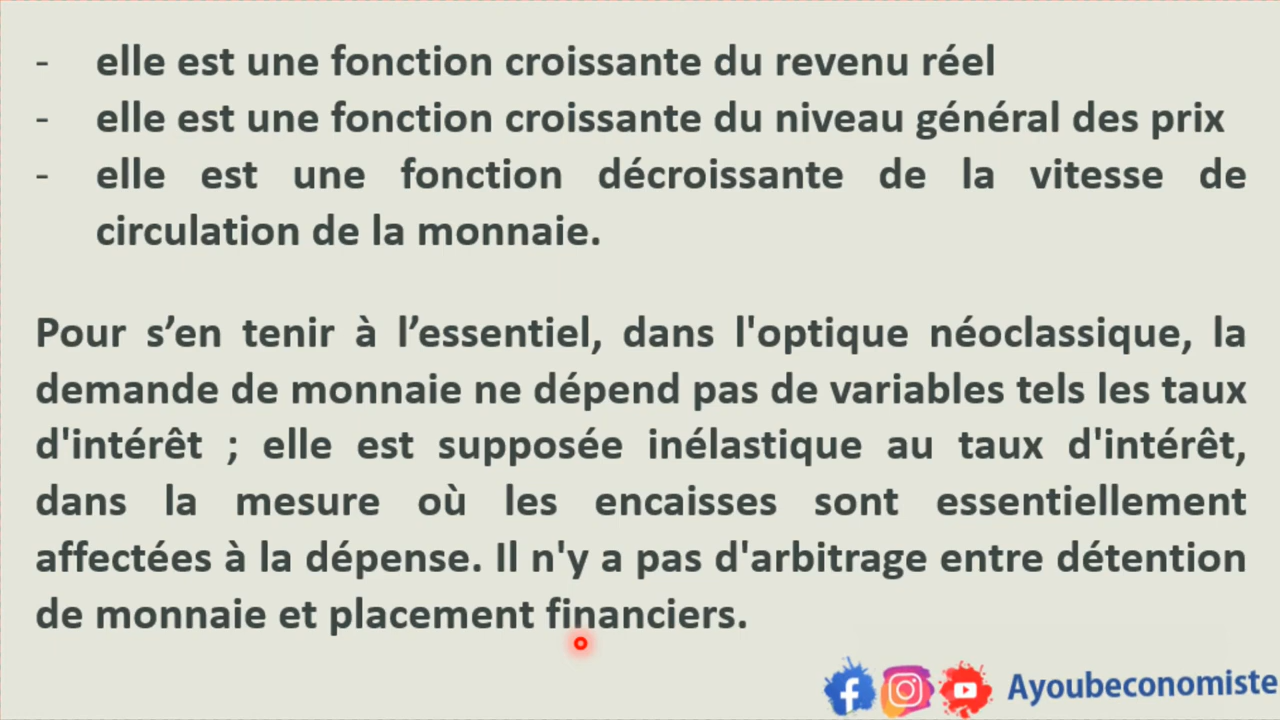 - elle est une fonction croissante du revenu réel
- elle est une fonction croissante du niveau général des prix
- elle est une fonction décroissante de la vitesse de
circulation de la monnaie.
Pour s’en tenir à l’essentiel, dans l'optique néoclassique, la
demande de monnaie ne dépend pas de variables tels les taux
d'intérêt ; elle est supposée inélastique au taux d'intérêt,
dans la mesure où les encaisses sont essentiellement
affectées à la dépense. Il n'y a pas d'arbitrage entre détention
de monnaie et placement financiers.
Ayoubeconomiste